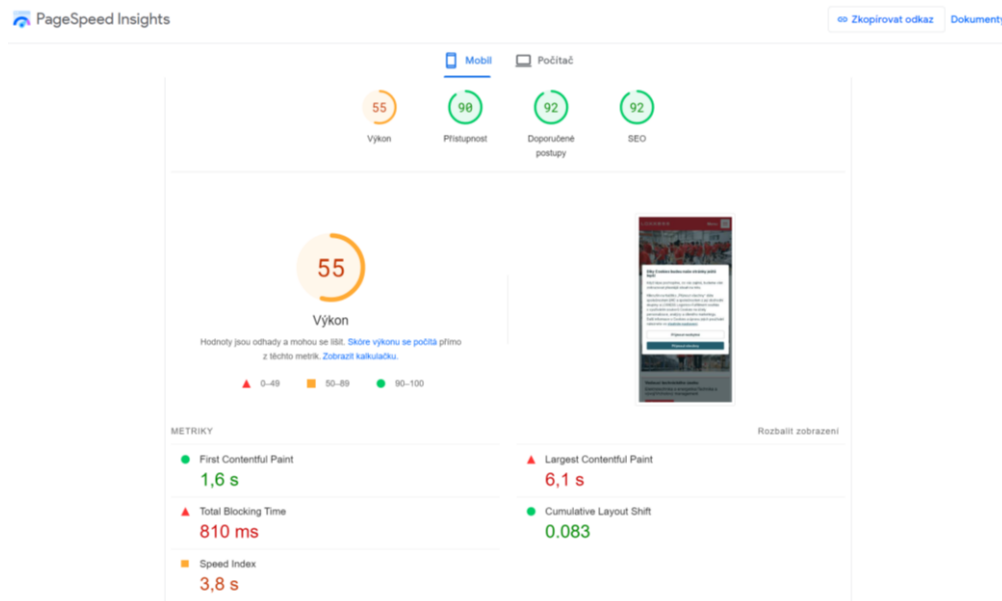 PageSpeed Insights
Zkopírovat odkaz
Dokumenty
Mobil
Počítač
55
90
92
92
Výkon
Přístupnost
Doporučené
postupy
SEO
55
Výkon
Hodnoty jsou odhady a mohou se lišit. Skóre výkonu se počítá přímo
z těchto metrik. Zobrazit kalkulačku.
0–49
50–89
90–100
METRIKY
Rozbalit zobrazení
First Contentful Paint
1,6 s
Largest Contentful Paint
6,1 s
Total Blocking Time
810 ms
Cumulative Layout Shift
0.083
Speed Index
3,8 s